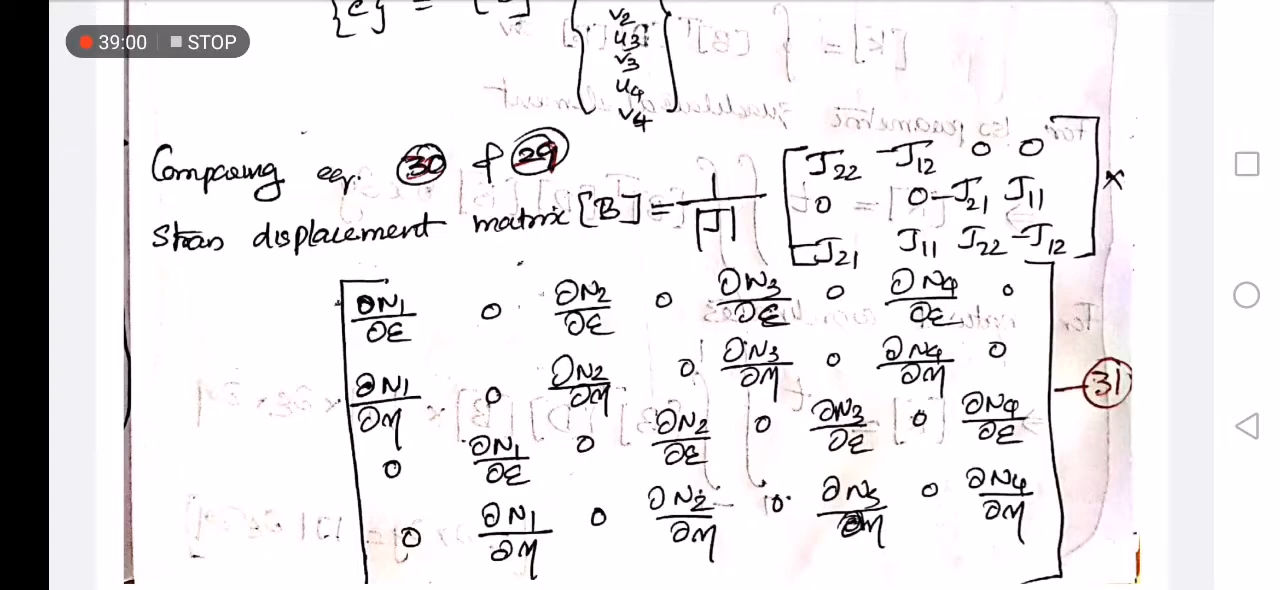 39:00 STOP
{e} = [
v2
u3
v3
u4
v4
Comparing eq. 30 & 29
Strain displacement matrix [B] = 1/|J| [ J22 -J12 0 0
0 0 -J21 J11 ×
-J21 J11 J22 -J12 ]
[ ∂N1/∂ε 0 ∂N2/∂ε 0 ∂N3/∂ε 0 ∂N4/∂ε 0
∂N1/∂η 0 ∂N2/∂η 0 ∂N3/∂η 0 ∂N4/∂η 0
0 ∂N1/∂ε 0 ∂N2/∂ε 0 ∂N3/∂ε 0 ∂N4/∂ε
0 ∂N1/∂η 0 ∂N2/∂η 0 ∂N3/∂η 0 ∂N4/∂η ] — 31